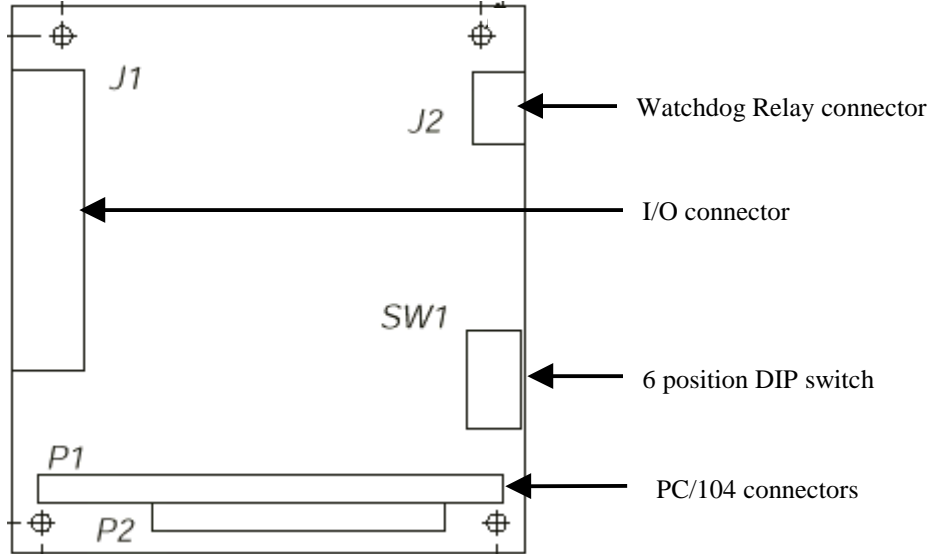 J1
J2
Watchdog Relay connector
I/O connector
SW1
6 position DIP switch
P1
PC/104 connectors
P2